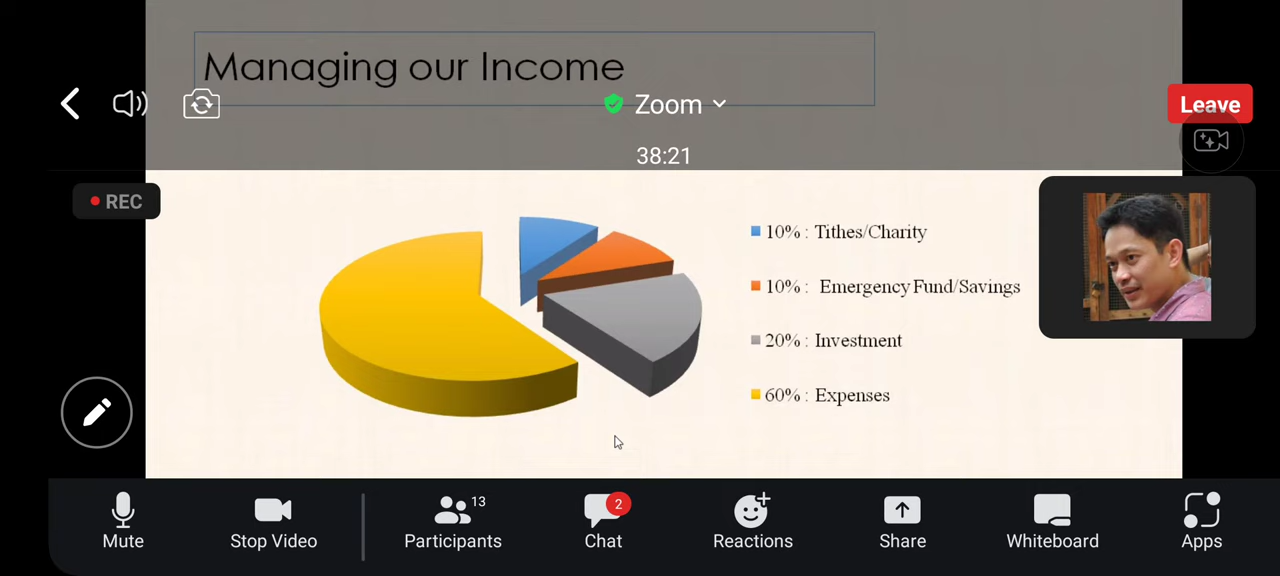 Managing our Income
Zoom
Leave
38:21
REC
10% : Tithes/Charity
10% : Emergency Fund/Savings
20% : Investment
60% : Expenses
13
2
Mute
Stop Video
Participants
Chat
Reactions
Share
Whiteboard
Apps